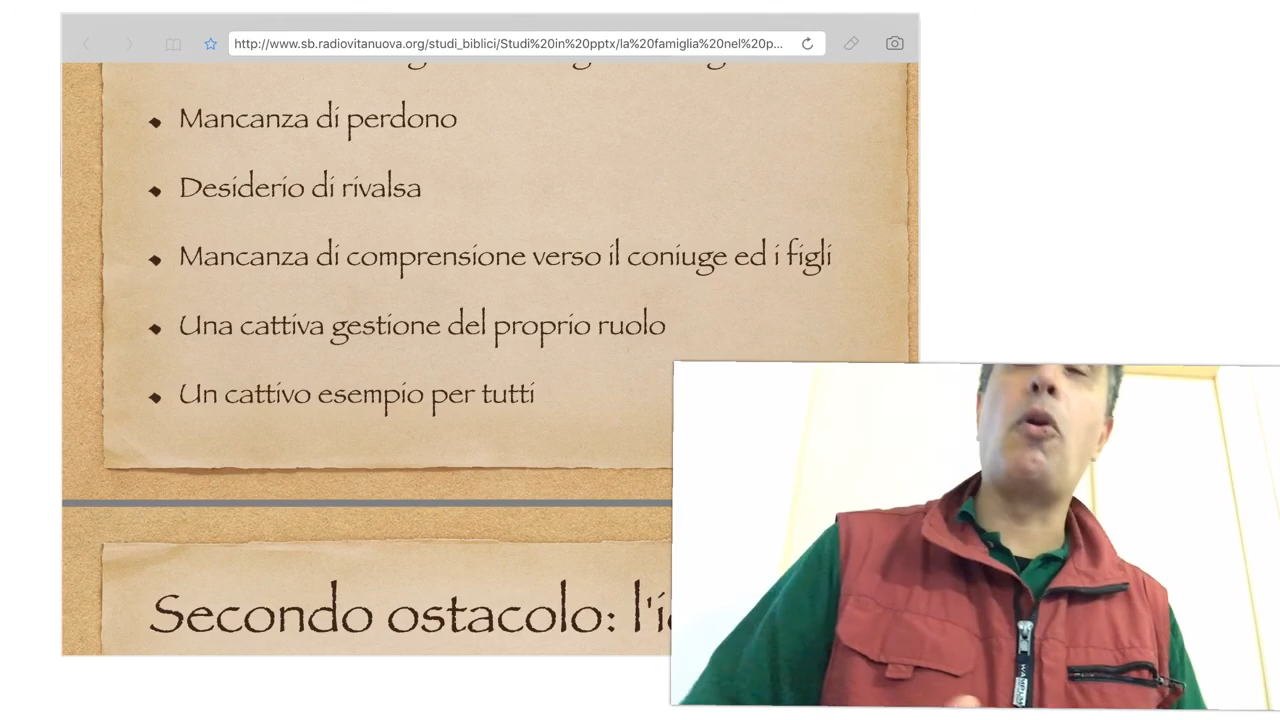 http://www.sb.radiovitanuova.org/studi_biblici/Studi%20in%20pptx/la%20famiglia%20nel%20p...
Mancanza di perdono
Desiderio di rivalsa
Mancanza di comprensione verso il coniuge ed i figli
Una cattiva gestione del proprio ruolo
Un cattivo esempio per tutti
Secondo ostacolo: